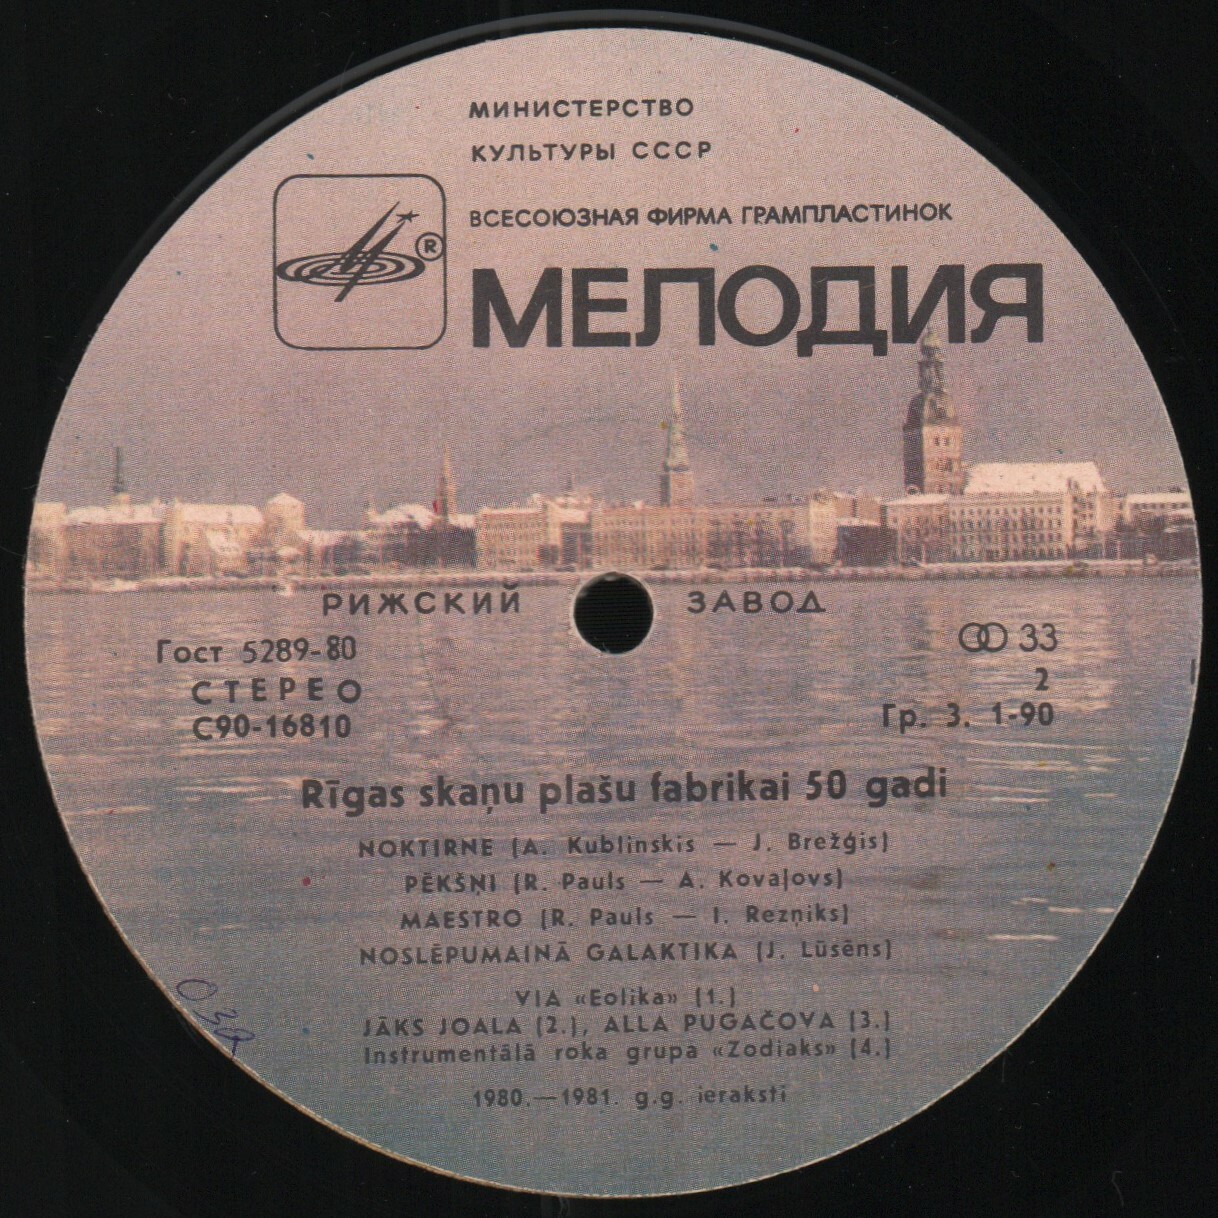 МИНИСТЕРСТВО
КУЛЬТУРЫ СССР
ВСЕСОЮЗНАЯ ФИРМА ГРАМПЛАСТИНОК
®
МЕЛОДИЯ
РИЖСКИЙ ЗАВОД
Гост 5289-80
СТЕРЕО
С90-16810
33
2
Гр. 3. 1-90
Rīgas skaņu plašu fabrikai 50 gadi
NOKTIRNE (A. Kublinskis — J. Brežģis)
PĒKŠŅI (R. Pauls — A. Kovaļovs)
MAESTRO (R. Pauls — I. Rezņiks)
NOSLĒPUMAINĀ GALAKTIKA (J. Lūsēns)
VIA «Eolika» (1.)
JĀKS JOALA (2.), ALLA PUGAČOVA (3.)
Instrumentālā roka grupa «Zodiaks» (4.)
1980.—1981. g.g. ieraksti